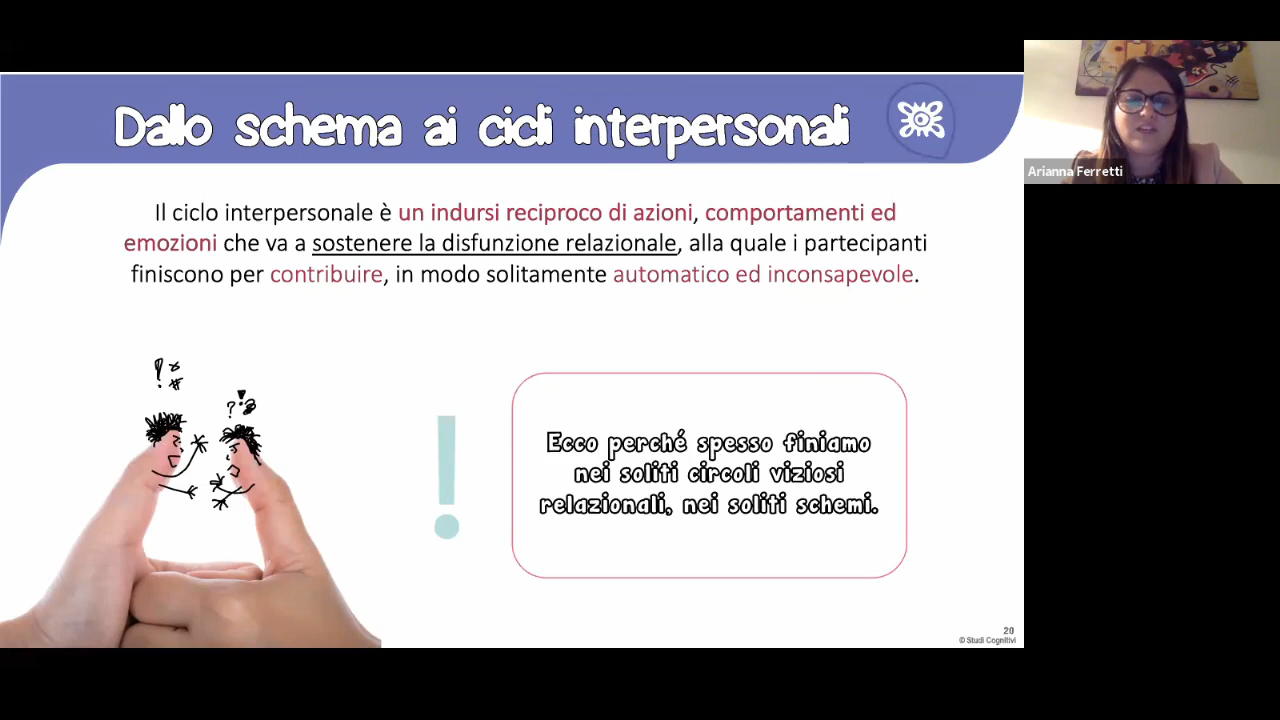 Dallo schema ai cicli interpersonali
Arianna Ferretti
Il ciclo interpersonale è un indursi reciproco di azioni, comportamenti ed
emozioni che va a sostenere la disfunzione relazionale, alla quale i partecipanti
finiscono per contribuire, in modo solitamente automatico ed inconsapevole.
!
Ecco perché spesso finiamo
nei soliti circoli viziosi
relazionali, nei soliti schemi.
20
© Studi Cognitivi